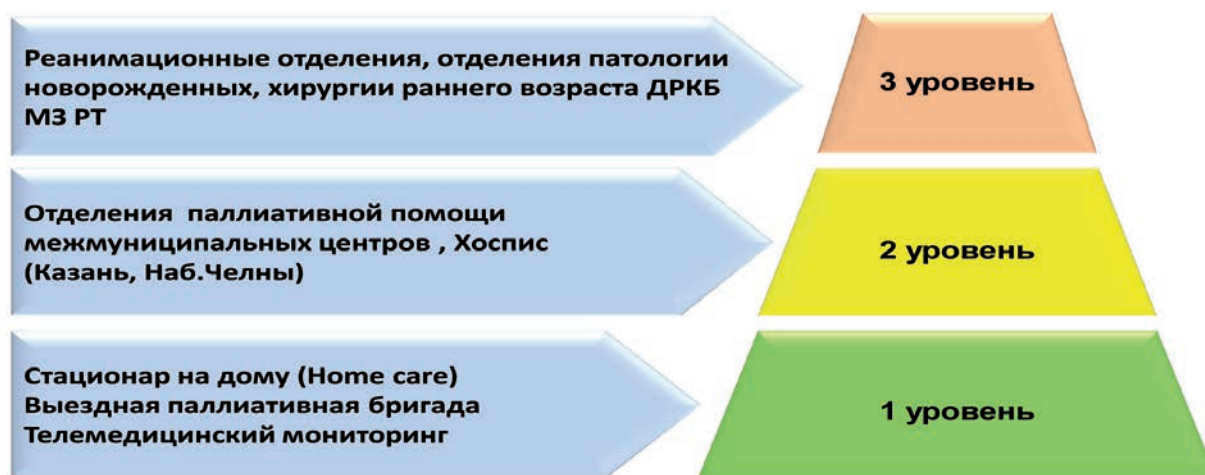 Реанимационные отделения, отделения патологии
новорожденных, хирургии раннего возраста ДРКБ
МЗ РТ
3 уровень
Отделения паллиативной помощи
межмуниципальных центров , Хоспис
(Казань, Наб.Челны)
2 уровень
Стационар на дому (Home care)
Выездная паллиативная бригада
Телемедицинский мониторинг
1 уровень